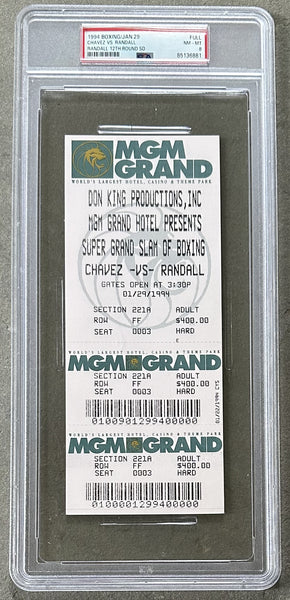 1994 BOXING/JAN 29 FULL
CHAVEZ VS. RANDALL NM-MT
RANDALL 12TH ROUND SD 8
PSA 85136881
MGM
GRAND
WORLD'S LARGEST HOTEL, CASINO & THEME PARK
DON KING PRODUCTIONS,INC
MGM GRAND HOTEL PRESENTS
SUPER GRAND SLAM OF BOXING
CHAVEZ -VS- RANDALL
GATES OPEN AT 3:30P
01/29/1994
SECTION 221A ADULT
ROW FF $400.00
SEAT 0003 HARD
E
WORLD'S LARGEST HOTEL, CASINO & THEME PARK
MGM GRAND
SECTION 221A ADULT
ROW FF $400.00
SEAT 0003 HARD
0100901299400000
WORLD'S LARGEST HOTEL, CASINO & THEME PARK
MGM GRAND
SECTION 221A ADULT
ROW FF $400.00
SEAT 0003 HARD
0100001299400000